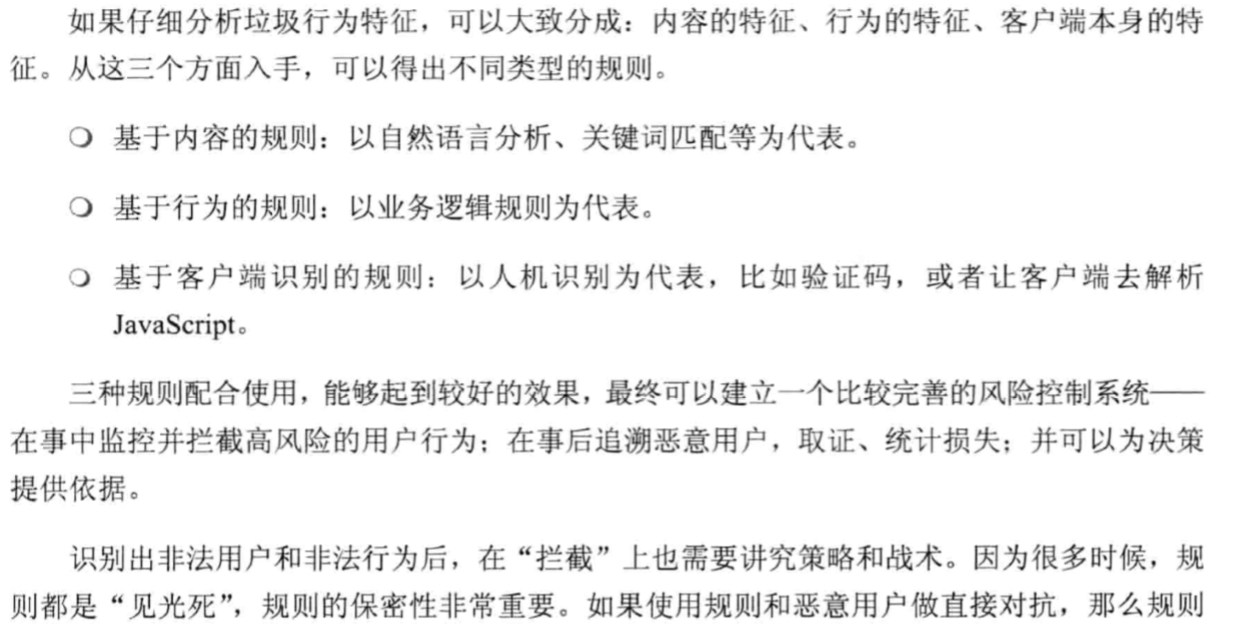 如果仔细分析垃圾行为特征，可以大致分成：内容的特征、行为的特征、客户端本身的特
征。从这三个方面入手，可以得出不同类型的规则。
❍ 基于内容的规则：以自然语言分析、关键词匹配等为代表。
❍ 基于行为的规则：以业务逻辑规则为代表。
❍ 基于客户端识别的规则：以人机识别为代表，比如验证码，或者让客户端去解析
JavaScript。
三种规则配合使用，能够起到较好的效果，最终可以建立一个比较完善的风险控制系统——
在事中监控并拦截高风险的用户行为；在事后追溯恶意用户，取证、统计损失；并可以为决策
提供依据。
识别出非法用户和非法行为后，在“拦截”上也需要讲究策略和战术。因为很多时候，规
则都是“见光死”，规则的保密性非常重要。如果使用规则和恶意用户做直接对抗，那么规则